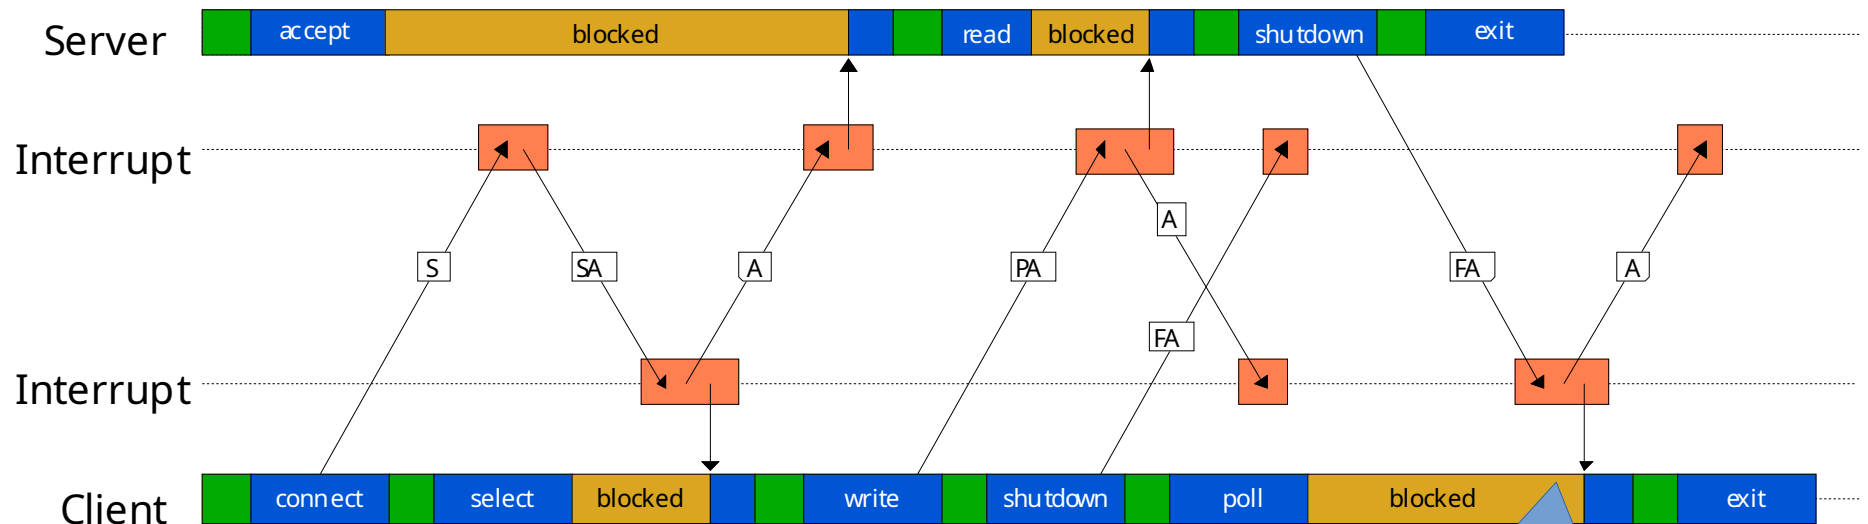 Server accept blocked read blocked shutdown exit
Interrupt
A
S SA A PA FA A
FA
Interrupt
Client connect select blocked write shutdown poll blocked exit